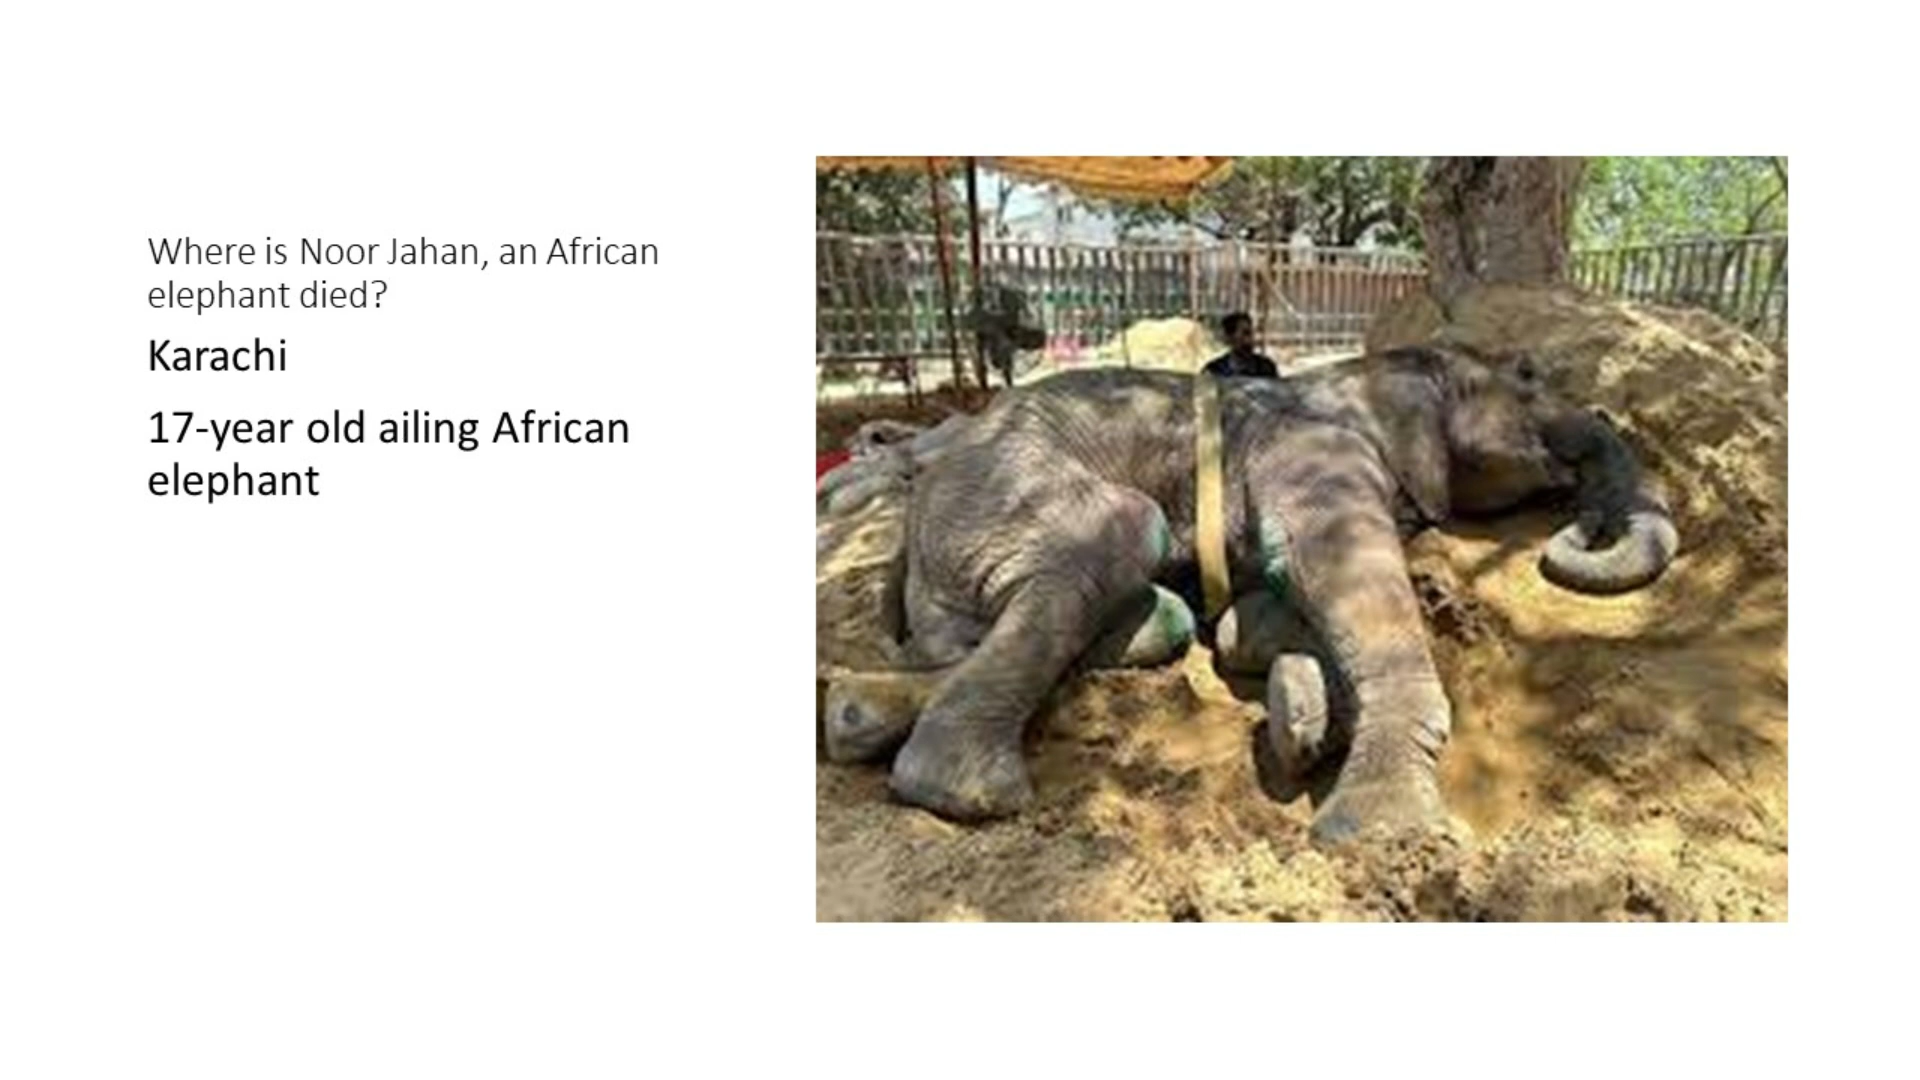 Where is Noor Jahan, an African
elephant died?
Karachi
17-year old ailing African
elephant